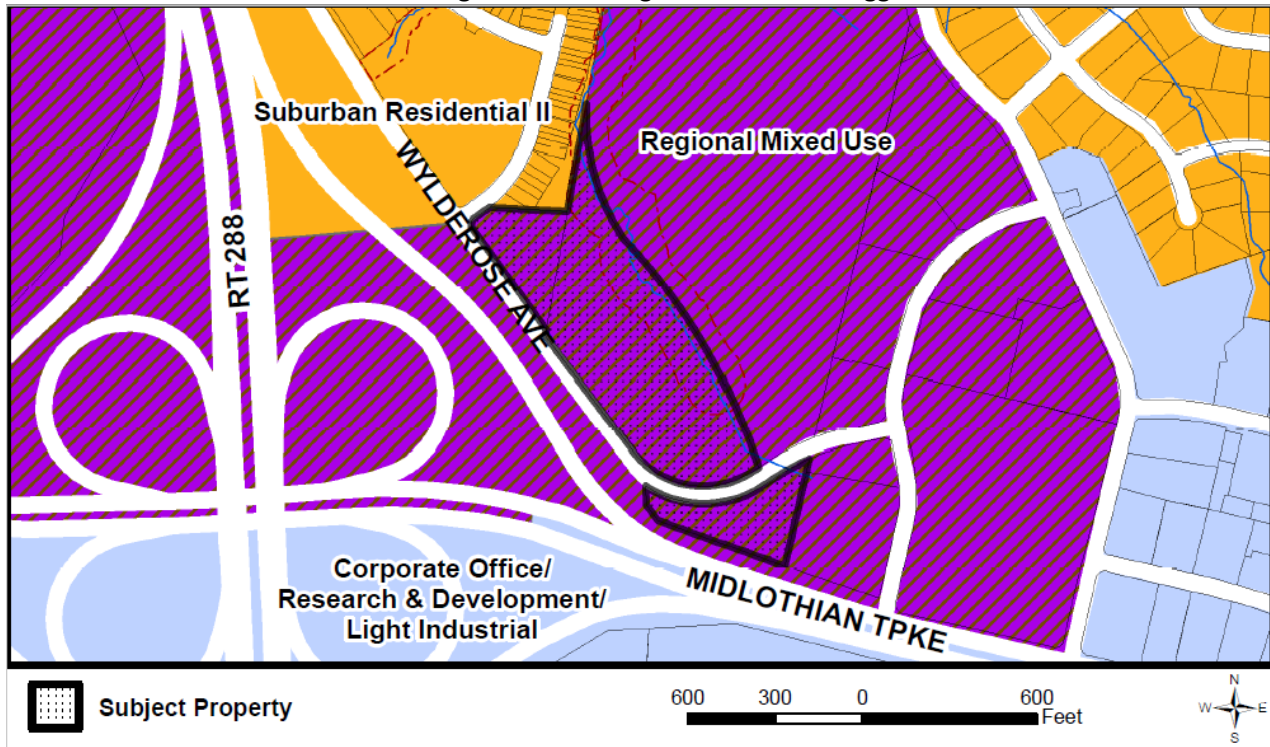 Suburban Residential II
Regional Mixed Use
WYLDEROSE AVE
RT 288
Corporate Office/
Research & Development/
Light Industrial
MIDLOTHIAN TPKE
Subject Property
600 300 0 600
Feet
N
W E
S